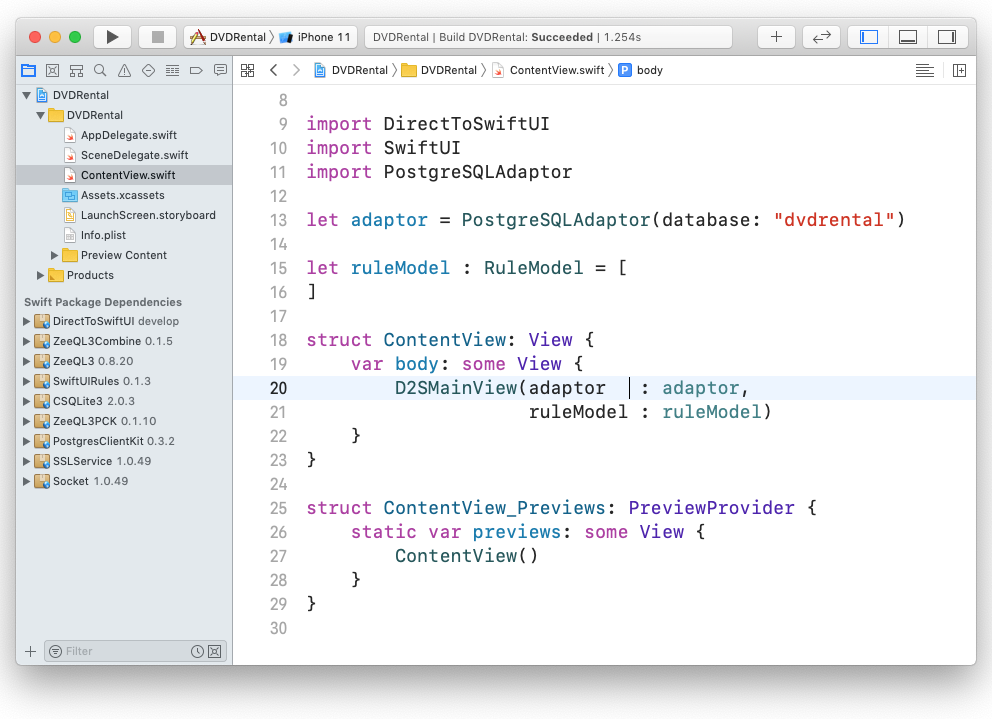 DVDRental 〉 iPhone 11
DVDRental | Build DVDRental: Succeeded | 1.254s
DVDRental 〉 DVDRental 〉 ContentView.swift 〉 P body
DVDRental
DVDRental
AppDelegate.swift
SceneDelegate.swift
ContentView.swift
Assets.xcassets
LaunchScreen.storyboard
Info.plist
Preview Content
Products
Swift Package Dependencies
DirectToSwiftUI develop
ZeeQL3Combine 0.1.5
ZeeQL3 0.8.20
SwiftUIRules 0.1.3
CSQLite3 2.0.3
ZeeQL3PCK 0.1.10
PostgresClientKit 0.3.2
SSLService 1.0.49
Socket 1.0.49
Filter
8
9 import DirectToSwiftUI
10 import SwiftUI
11 import PostgreSQLAdaptor
12
13 let adaptor = PostgreSQLAdaptor(database: "dvdrental")
14
15 let ruleModel : RuleModel = [
16 ]
17
18 struct ContentView: View {
19     var body: some View {
20         D2SMainView(adaptor   : adaptor,
21                     ruleModel : ruleModel)
22     }
23 }
24
25 struct ContentView_Previews: PreviewProvider {
26     static var previews: some View {
27         ContentView()
28     }
29 }
30